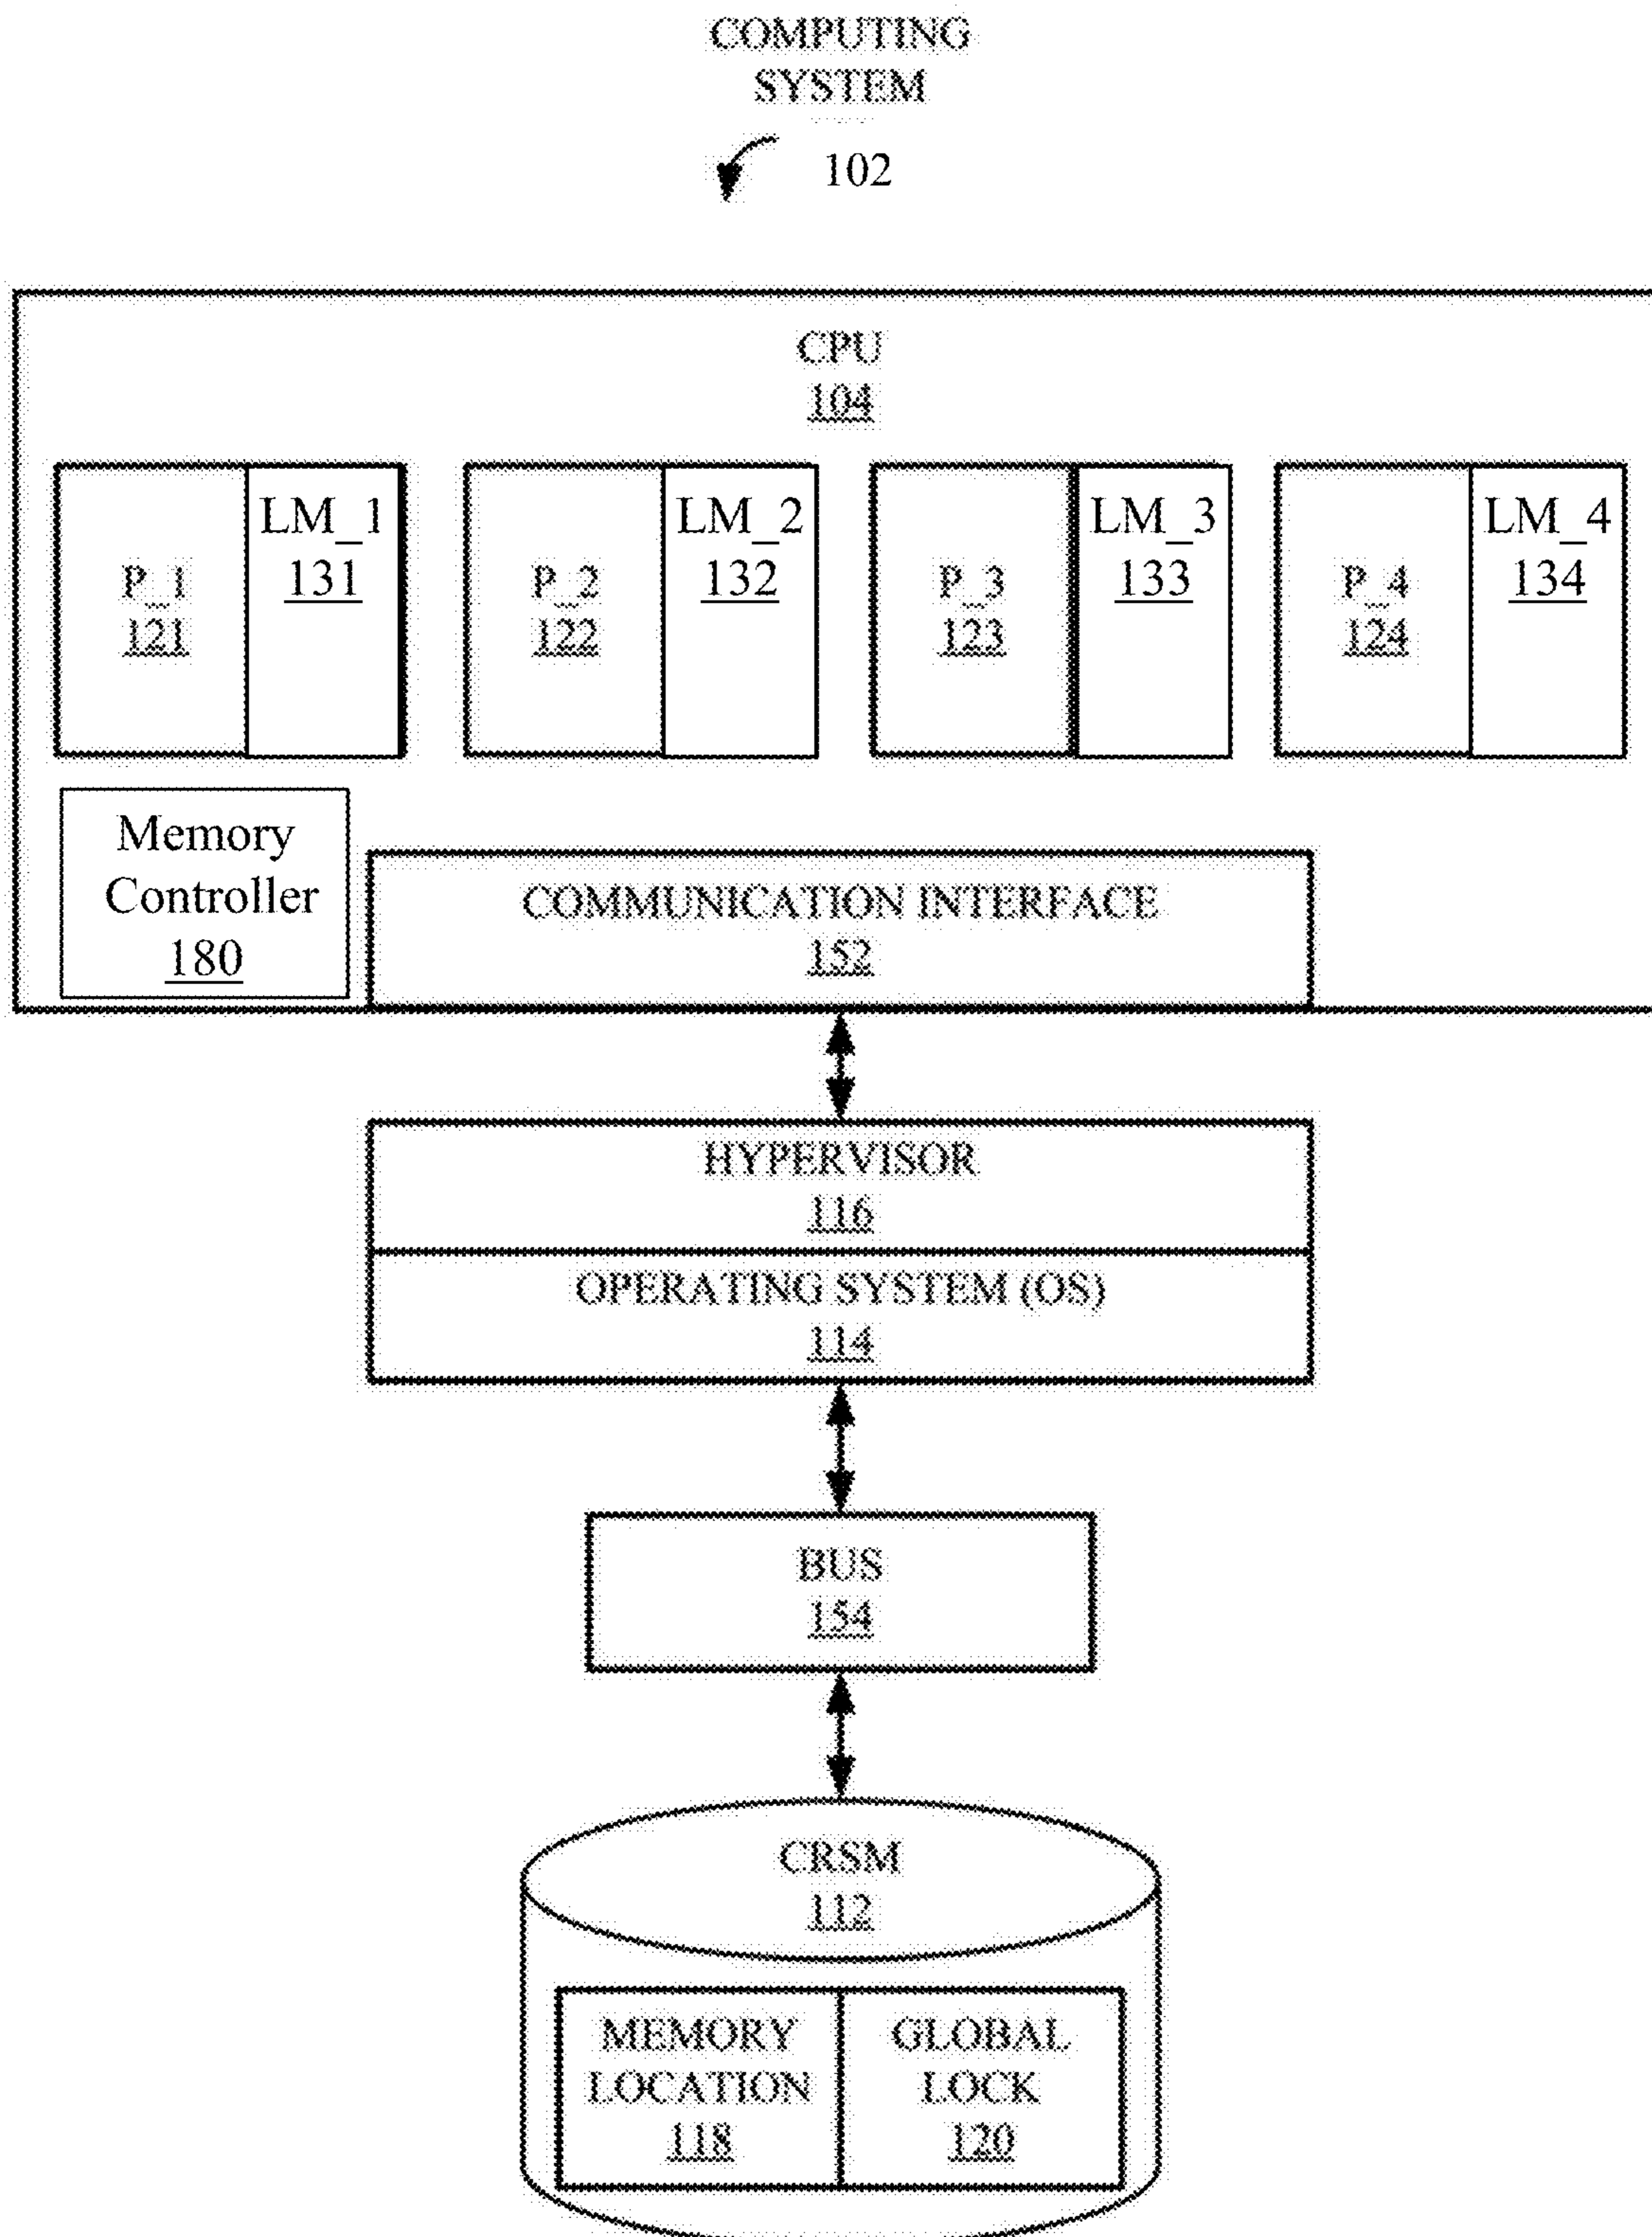 COMPUTING
SYSTEM
102
CPU
104
LM_1
131
P_1
121
LM_2
132
P_2
122
LM_3
133
P_3
123
LM_4
134
P_4
124
Memory
Controller
180
COMMUNICATION INTERFACE
152
HYPERVISOR
116
OPERATING SYSTEM (OS)
114
BUS
154
CRSM
112
MEMORY
LOCATION
118
GLOBAL
LOCK
120